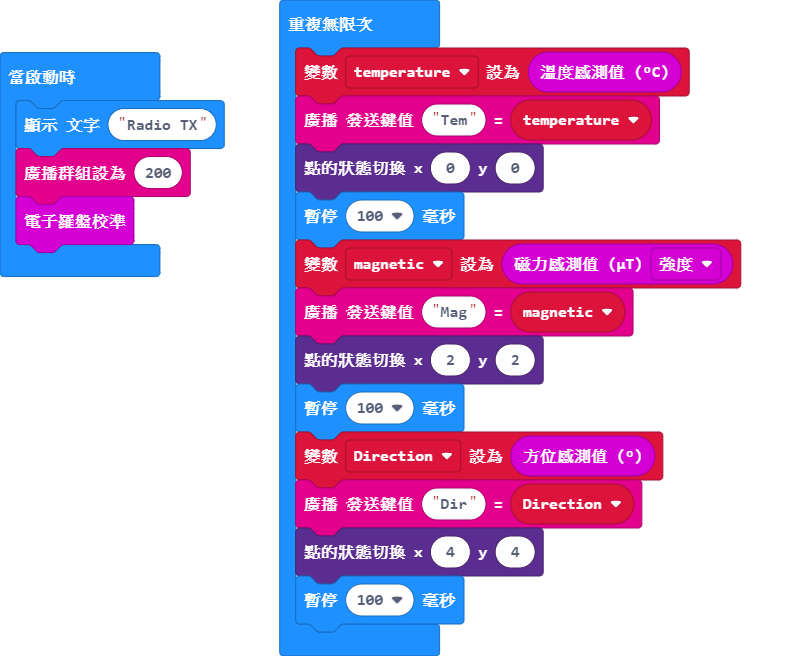 當啟動時
顯示 文字 "Radio TX"
廣播群組設為 200
電子羅盤校準
重複無限次
變數 temperature 設為 溫度感測值 (ºC)
廣播 發送鍵值 "Tem" = temperature
點的狀態切換 x 0 y 0
暫停 100 毫秒
變數 magnetic 設為 磁力感測值 (µT) 強度
廣播 發送鍵值 "Mag" = magnetic
點的狀態切換 x 2 y 2
暫停 100 毫秒
變數 Direction 設為 方位感測值 (º)
廣播 發送鍵值 "Dir" = Direction
點的狀態切換 x 4 y 4
暫停 100 毫秒